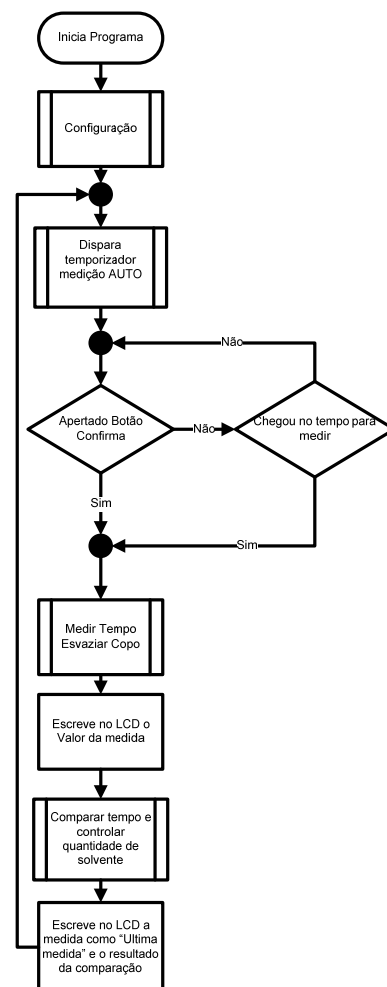 Inicia Programa
Configuração
Dispara
temporizador
medição AUTO
Não
Apertado Botão
Confirma
Não
Chegou no tempo para
medir
Sim
Sim
Medir Tempo
Esvaziar Copo
Escreve no LCD o
Valor da medida
Comparar tempo e
controlar
quantidade de
solvente
Escreve no LCD a
medida como “Ultima
medida” e o resultado
da comparação